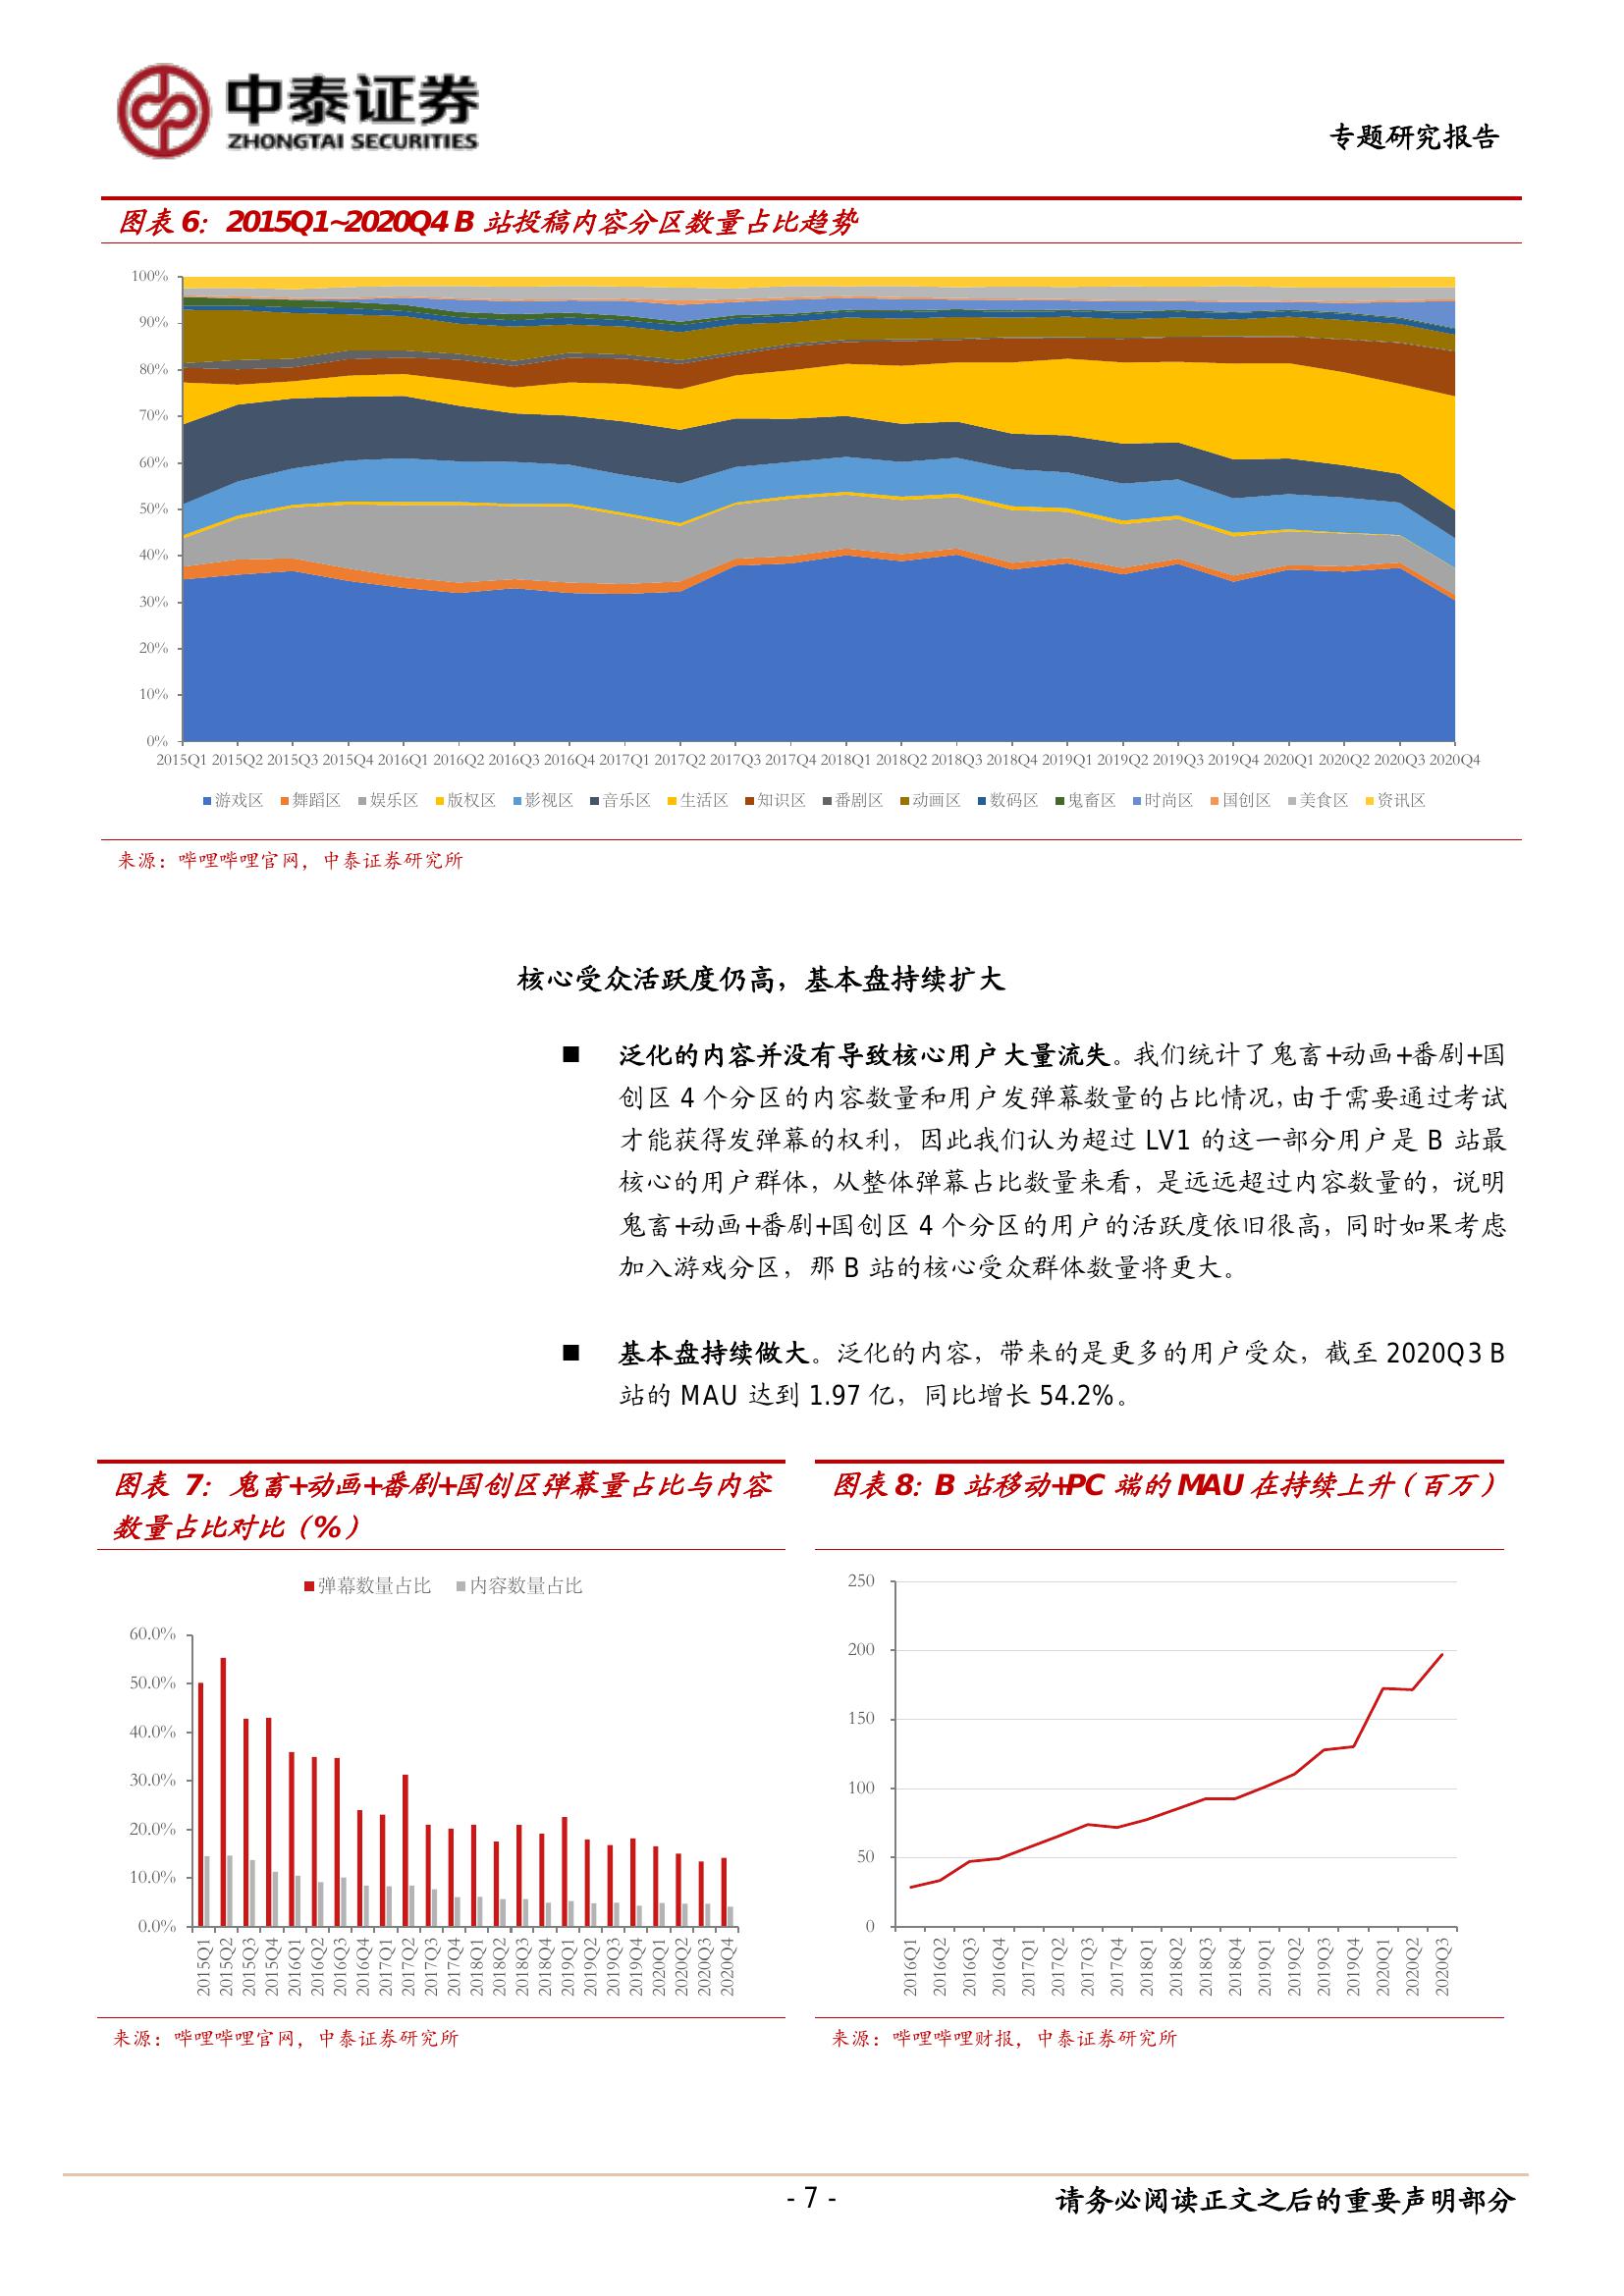 中泰证券
ZHONGTAI SECURITIES
专题研究报告
图表 6：2015Q1~2020Q4 B 站投稿内容分区数量占比趋势
100%
90%
80%
70%
60%
50%
40%
30%
20%
10%
0%
2015Q1 2015Q2 2015Q3 2015Q4 2016Q1 2016Q2 2016Q3 2016Q4 2017Q1 2017Q2 2017Q3 2017Q4 2018Q1 2018Q2 2018Q3 2018Q4 2019Q1 2019Q2 2019Q3 2019Q4 2020Q1 2020Q2 2020Q3 2020Q4
游戏区 舞蹈区 娱乐区 版权区 影视区 音乐区 生活区 知识区 番剧区 动画区 数码区 鬼畜区 时尚区 国创区 美食区 资讯区
来源：哔哩哔哩官网，中泰证券研究所
核心受众活跃度仍高，基本盘持续扩大
■ 泛化的内容并没有导致核心用户大量流失。我们统计了鬼畜+动画+番剧+国
创区 4 个分区的内容数量和用户发弹幕数量的占比情况，由于需要通过考试
才能获得发弹幕的权利，因此我们认为超过 LV1 的这一部分用户是 B 站最
核心的用户群体，从整体弹幕占比数量来看，是远远超过内容数量的，说明
鬼畜+动画+番剧+国创区 4 个分区的用户的活跃度依旧很高，同时如果考虑
加入游戏分区，那 B 站的核心受众群体数量将更大。
■ 基本盘持续做大。泛化的内容，带来的是更多的用户受众，截至 2020Q3 B
站的 MAU 达到 1.97 亿，同比增长 54.2%。
图表 7：鬼畜+动画+番剧+国创区弹幕量占比与内容
数量占比对比（%）
弹幕数量占比 内容数量占比
60.0%
50.0%
40.0%
30.0%
20.0%
10.0%
0.0%
2015Q1 2015Q2 2015Q3 2015Q4 2016Q1 2016Q2 2016Q3 2016Q4 2017Q1 2017Q2 2017Q3 2017Q4 2018Q1 2018Q2 2018Q3 2018Q4 2019Q1 2019Q2 2019Q3 2019Q4 2020Q1 2020Q2 2020Q3 2020Q4
来源：哔哩哔哩官网，中泰证券研究所
图表 8：B 站移动+PC 端的 MAU 在持续上升（百万）
250
200
150
100
50
0
2016Q1 2016Q2 2016Q3 2016Q4 2017Q1 2017Q2 2017Q3 2017Q4 2018Q1 2018Q2 2018Q3 2018Q4 2019Q1 2019Q2 2019Q3 2019Q4 2020Q1 2020Q2 2020Q3
来源：哔哩哔哩财报，中泰证券研究所
- 7 -
请务必阅读正文之后的重要声明部分